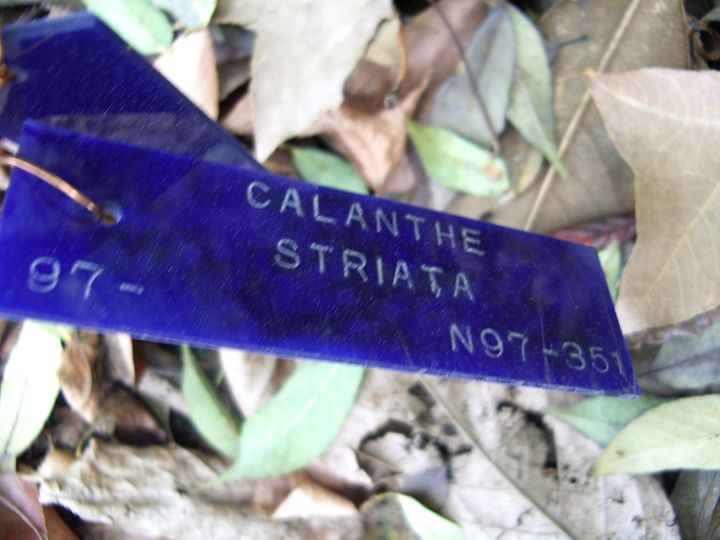 CALANTHE
STRIATA
97-
N97-351